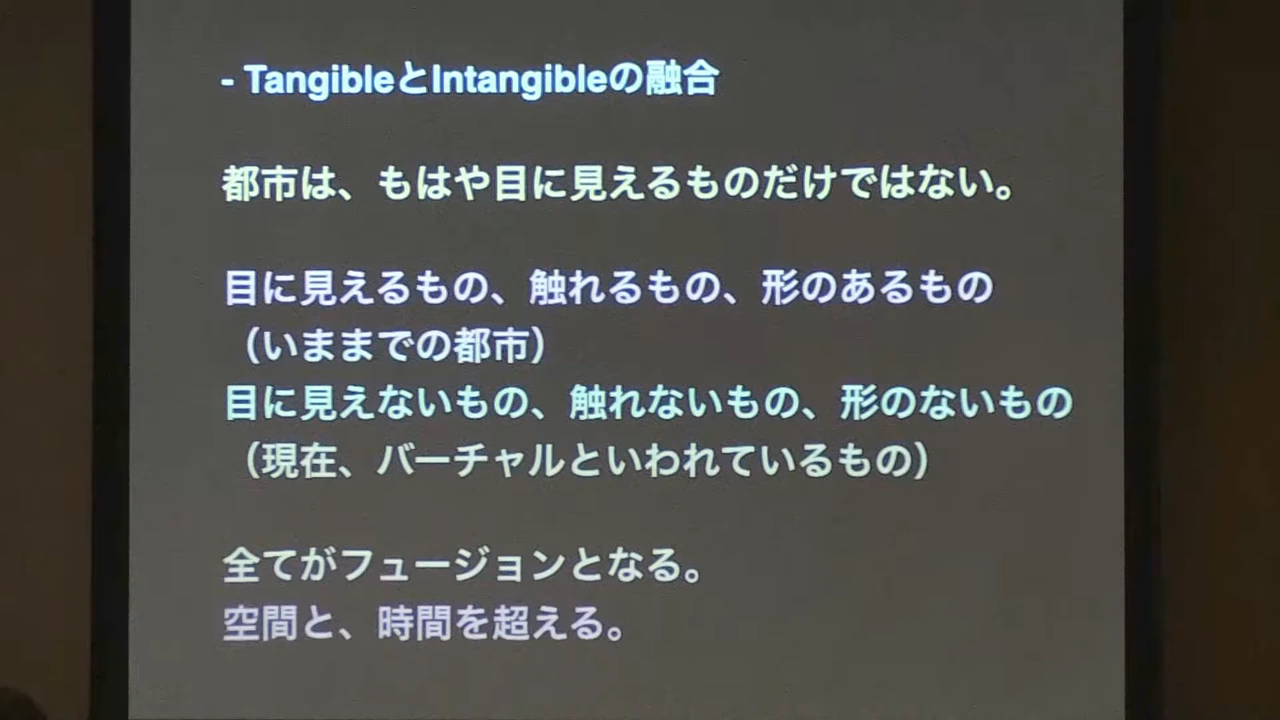 - TangibleとIntangibleの融合
都市は、もはや目に見えるものだけではない。
目に見えるもの、触れるもの、形のあるもの
（いままでの都市）
目に見えないもの、触れないもの、形のないもの
（現在、バーチャルといわれているもの）
全てがフュージョンとなる。
空間と、時間を超える。